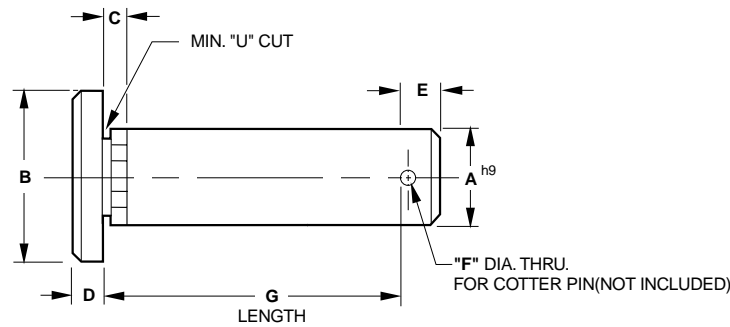 C
MIN. "U" CUT
E
B
A h9
"F" DIA. THRU.
FOR COTTER PIN(NOT INCLUDED)
D
G
LENGTH